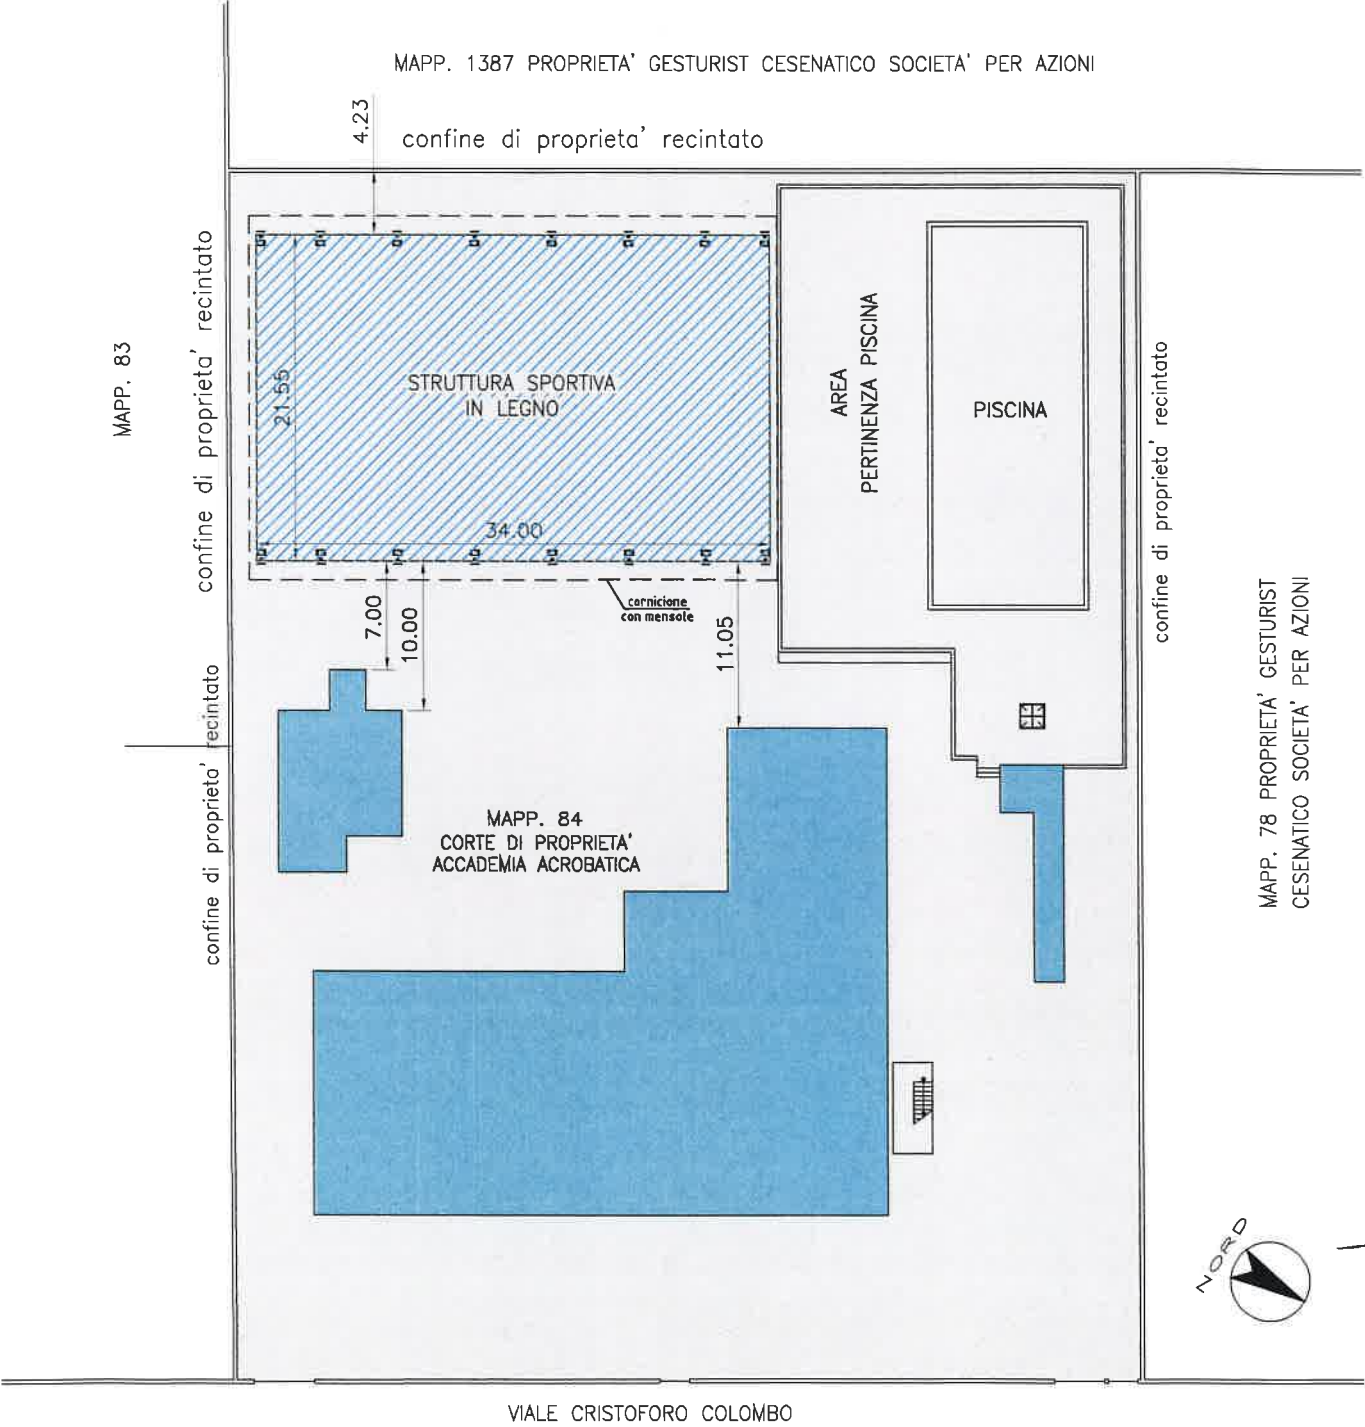 MAPP. 1387 PROPRIETA' GESTURIST CESENATICO SOCIETA' PER AZIONI
4.23
confine di proprieta' recintato
MAPP. 83
confine di proprieta' recintato
21.55
STRUTTURA SPORTIVA
IN LEGNO
34.00
AREA
PERTINENZA PISCINA
PISCINA
confine di proprieta' recintato
cornicione
con mensole
7.00
10.00
11.05
confine di proprieta' recintato
MAPP. 84
CORTE DI PROPRIETA'
ACCADEMIA ACROBATICA
MAPP. 78 PROPRIETA' GESTURIST
CESENATICO SOCIETA' PER AZIONI
NORD
VIALE CRISTOFORO COLOMBO